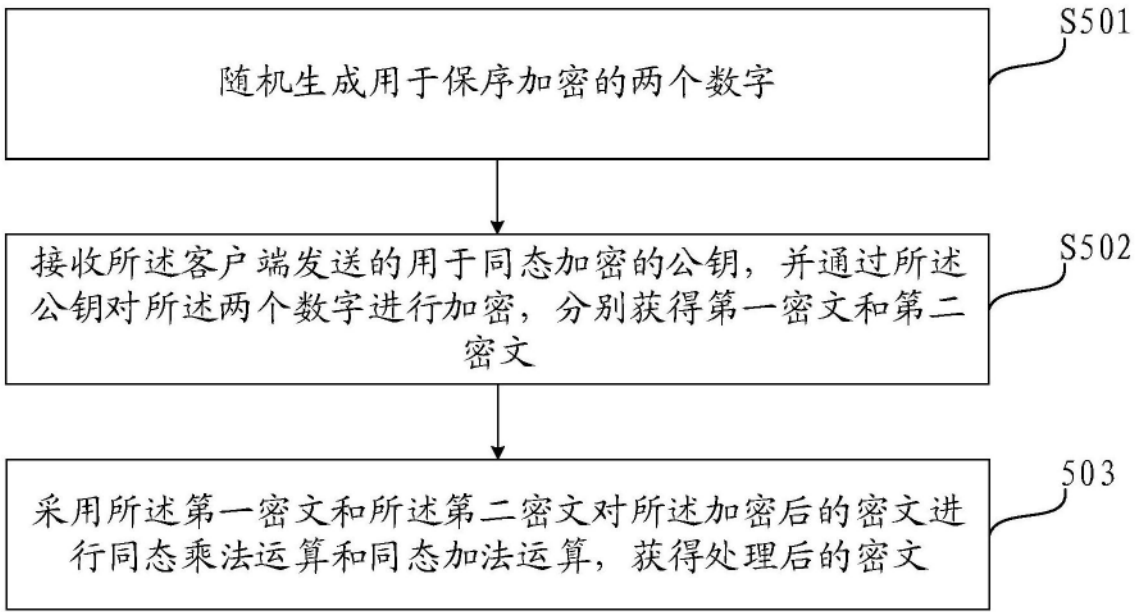 S501
随机生成用于保序加密的两个数字
S502
接收所述客户端发送的用于同态加密的公钥，并通过所述
公钥对所述两个数字进行加密，分别获得第一密文和第二
密文
503
采用所述第一密文和所述第二密文对所述加密后的密文进
行同态乘法运算和同态加法运算，获得处理后的密文